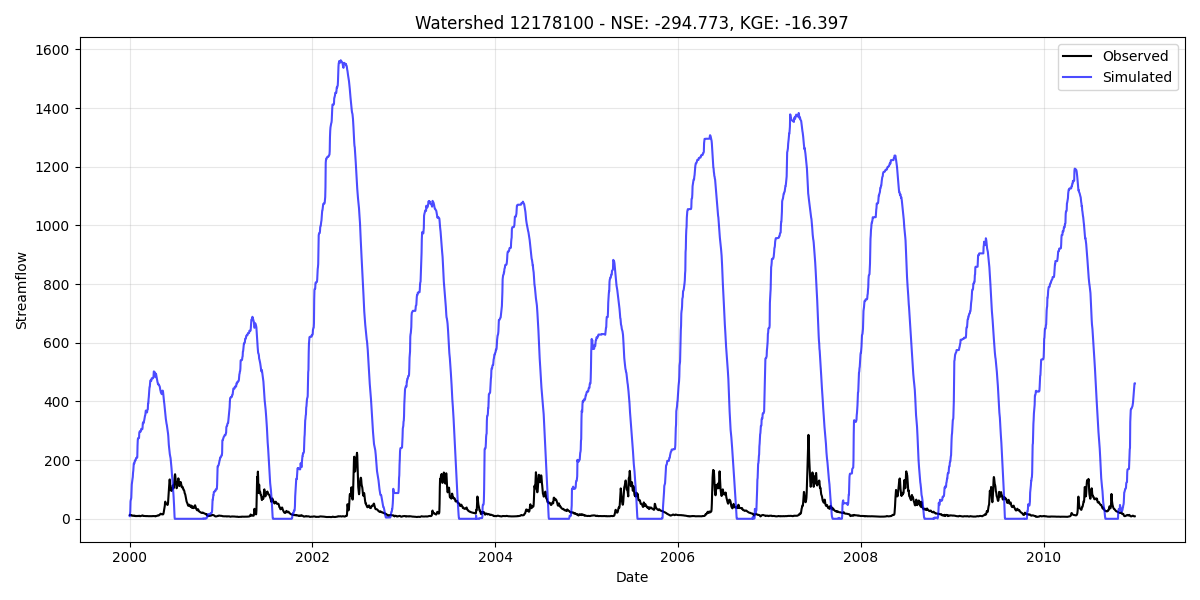 Watershed 12178100 - NSE: -294.773, KGE: -16.397
Observed
Simulated
Streamflow
1600
1400
1200
1000
800
600
400
200
0
2000 2002 2004 2006 2008 2010
Date